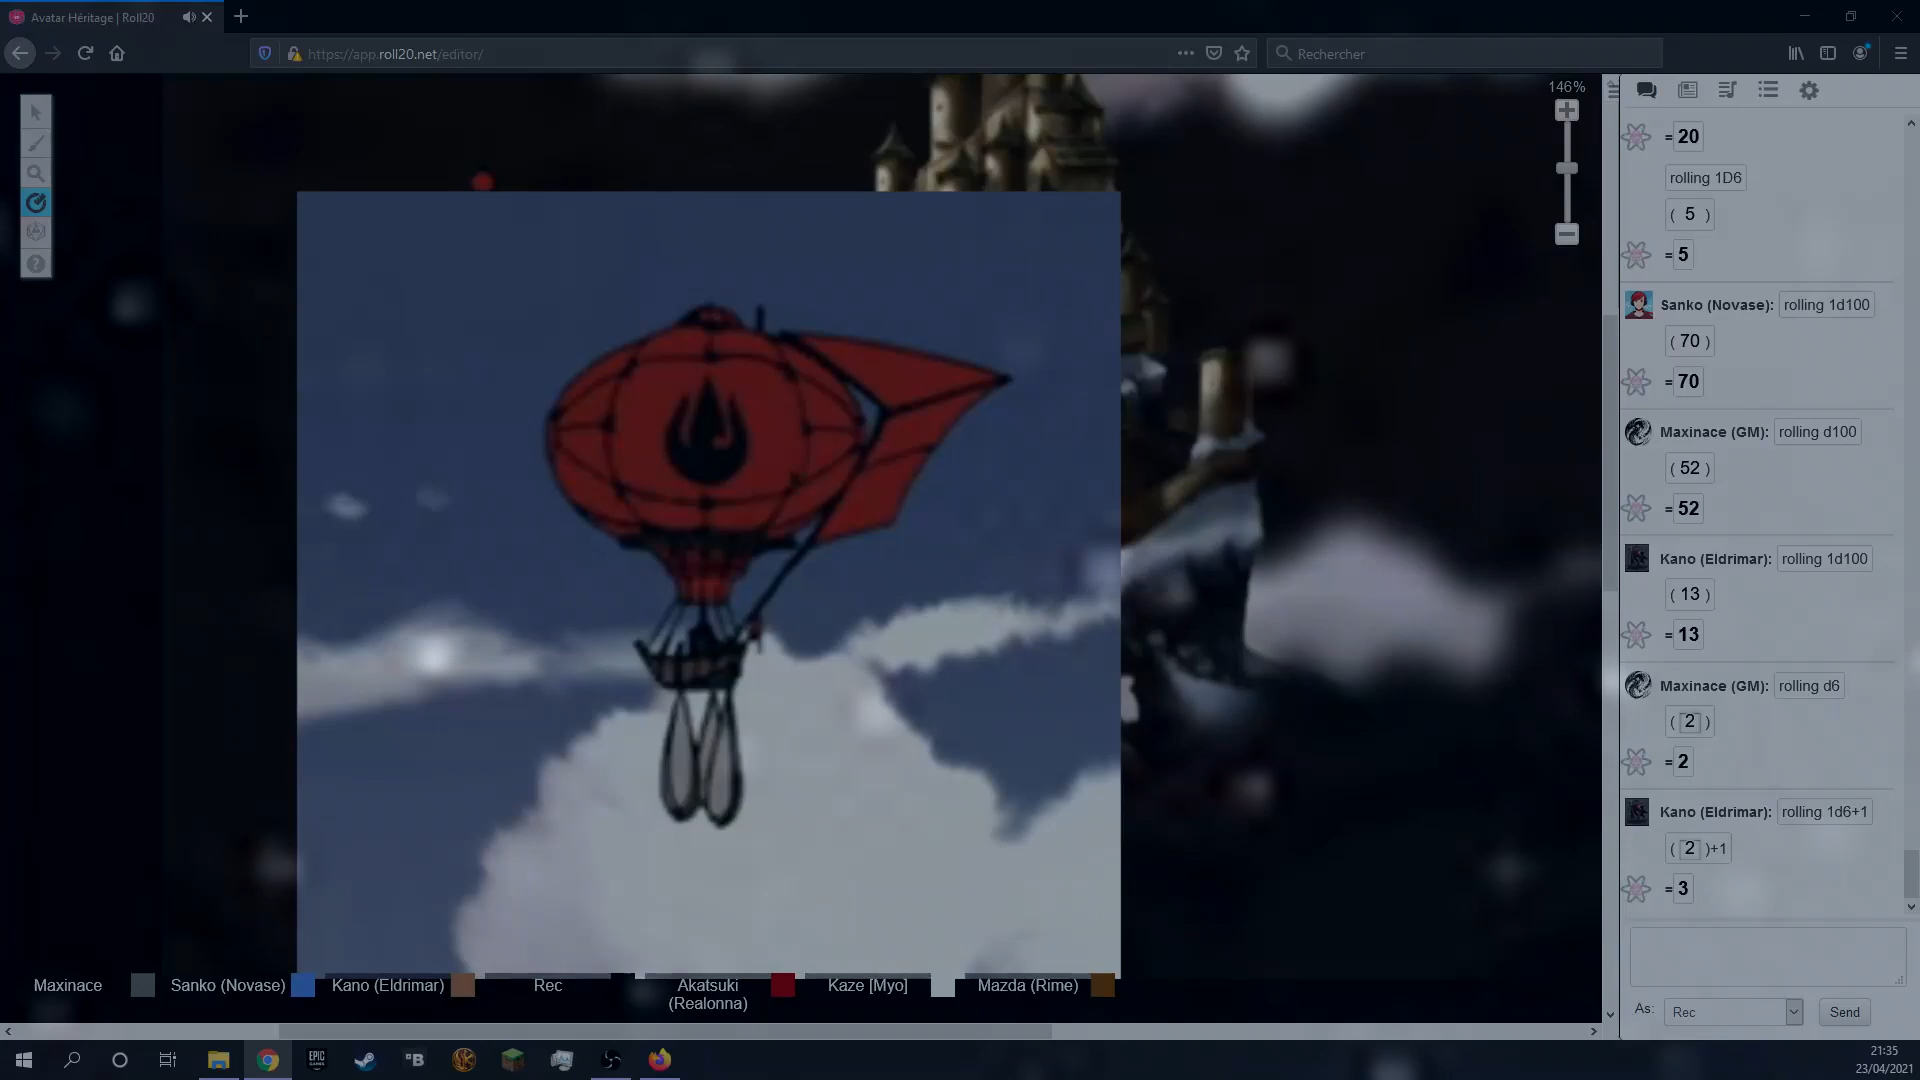 Avatar Héritage | Roll20
https://app.roll20.net/editor/
Rechercher
146%
=20
rolling 1D6
( 5 )
=5
Sanko (Novase): rolling 1d100
( 70 )
=70
Maxinace (GM): rolling d100
( 52 )
=52
Kano (Eldrimar): rolling 1d100
( 13 )
=13
Maxinace (GM): rolling d6
( 2 )
=2
Kano (Eldrimar): rolling 1d6+1
( 2 )+1
=3
Maxinace
Sanko (Novase)
Kano (Eldrimar)
Rec
Akatsuki
(Realonna)
Kaze [Myo]
Mazda (Rime)
As: Rec Send
EPIC
GAMES
B
21:35
23/04/2021